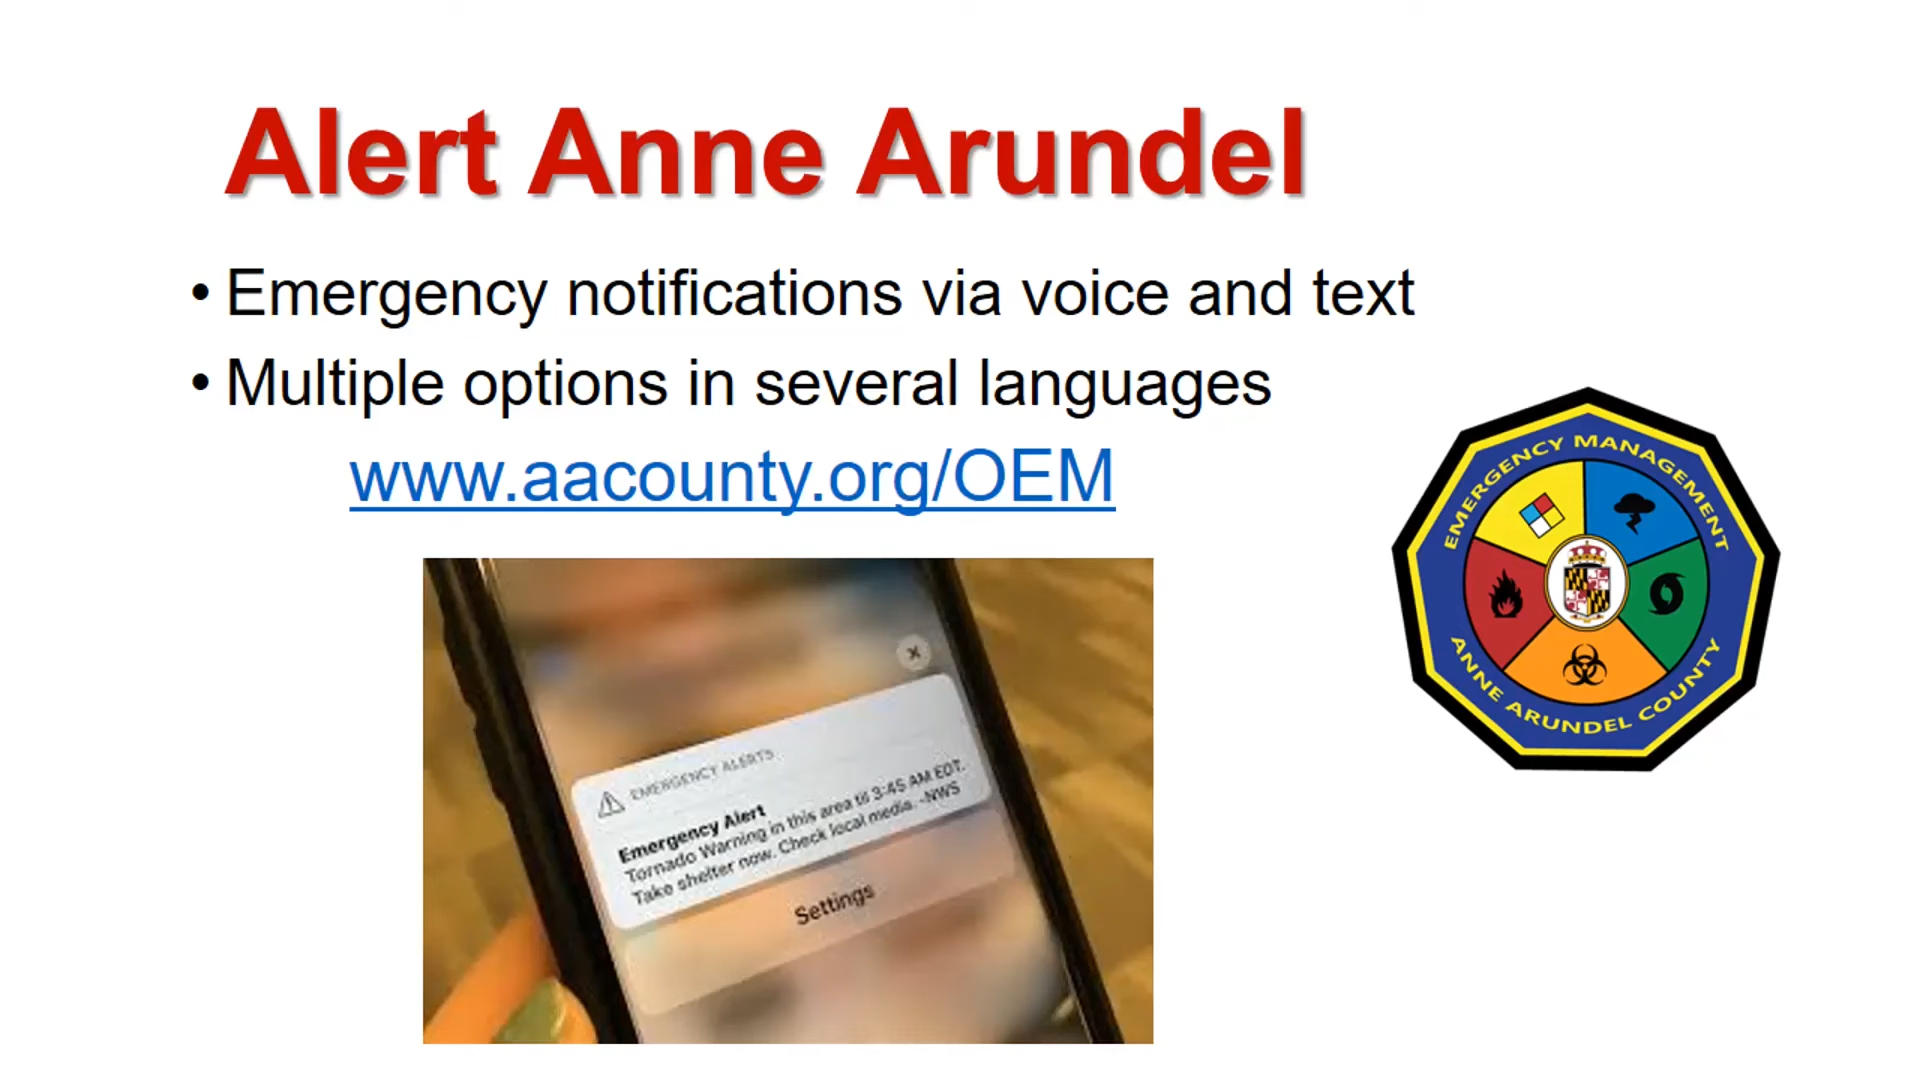 Alert Anne Arundel
• Emergency notifications via voice and text
• Multiple options in several languages
www.aacounty.org/OEM
EMERGENCY MANAGEMENT
ANNE ARUNDEL COUNTY
EMERGENCY ALERTS
Emergency Alert
Tornado Warning in this area til 3:45 AM EDT.
Take shelter now. Check local media. -NWS
Settings